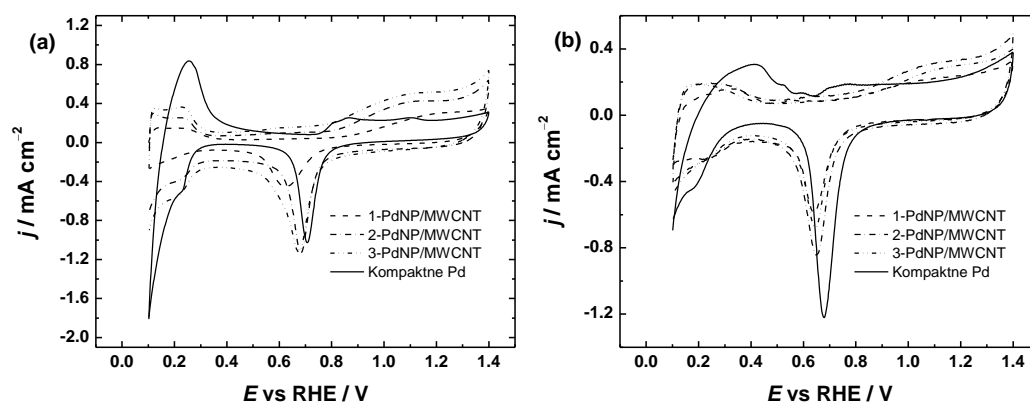 (a)
1.2
0.8
0.4
0.0
-0.4
-0.8
-1.2
-1.6
-2.0
j / mA cm⁻²
1-PdNP/MWCNT
2-PdNP/MWCNT
3-PdNP/MWCNT
Kompaktne Pd
0.0 0.2 0.4 0.6 0.8 1.0 1.2 1.4
E vs RHE / V
(b)
0.4
0.0
-0.4
-0.8
-1.2
j / mA cm⁻²
1-PdNP/MWCNT
2-PdNP/MWCNT
3-PdNP/MWCNT
Kompaktne Pd
0.0 0.2 0.4 0.6 0.8 1.0 1.2 1.4
E vs RHE / V